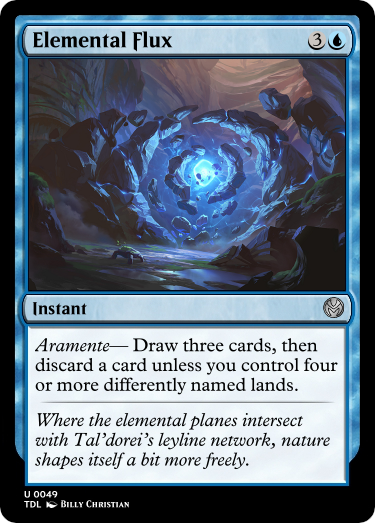 Elemental Flux 3
Instant
Aramente— Draw three cards, then
discard a card unless you control four
or more differently named lands.
Where the elemental planes intersect
with Tal'dorei's leyline network, nature
shapes itself a bit more freely.
U 0049
TDL Billy Christian